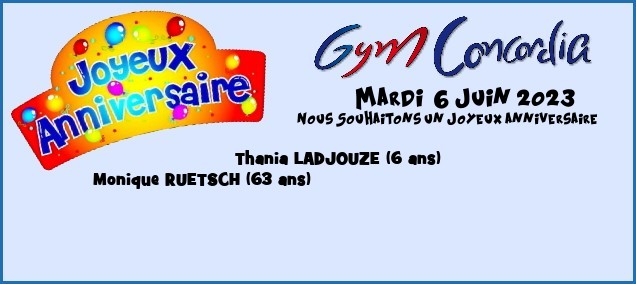 Joyeux
Anniversaire
Gym Concordia
Mardi 6 Juin 2023
Nous souhaitons un joyeux anniversaire
Thania LADJOUZE (6 ans)
Monique RUETSCH (63 ans)